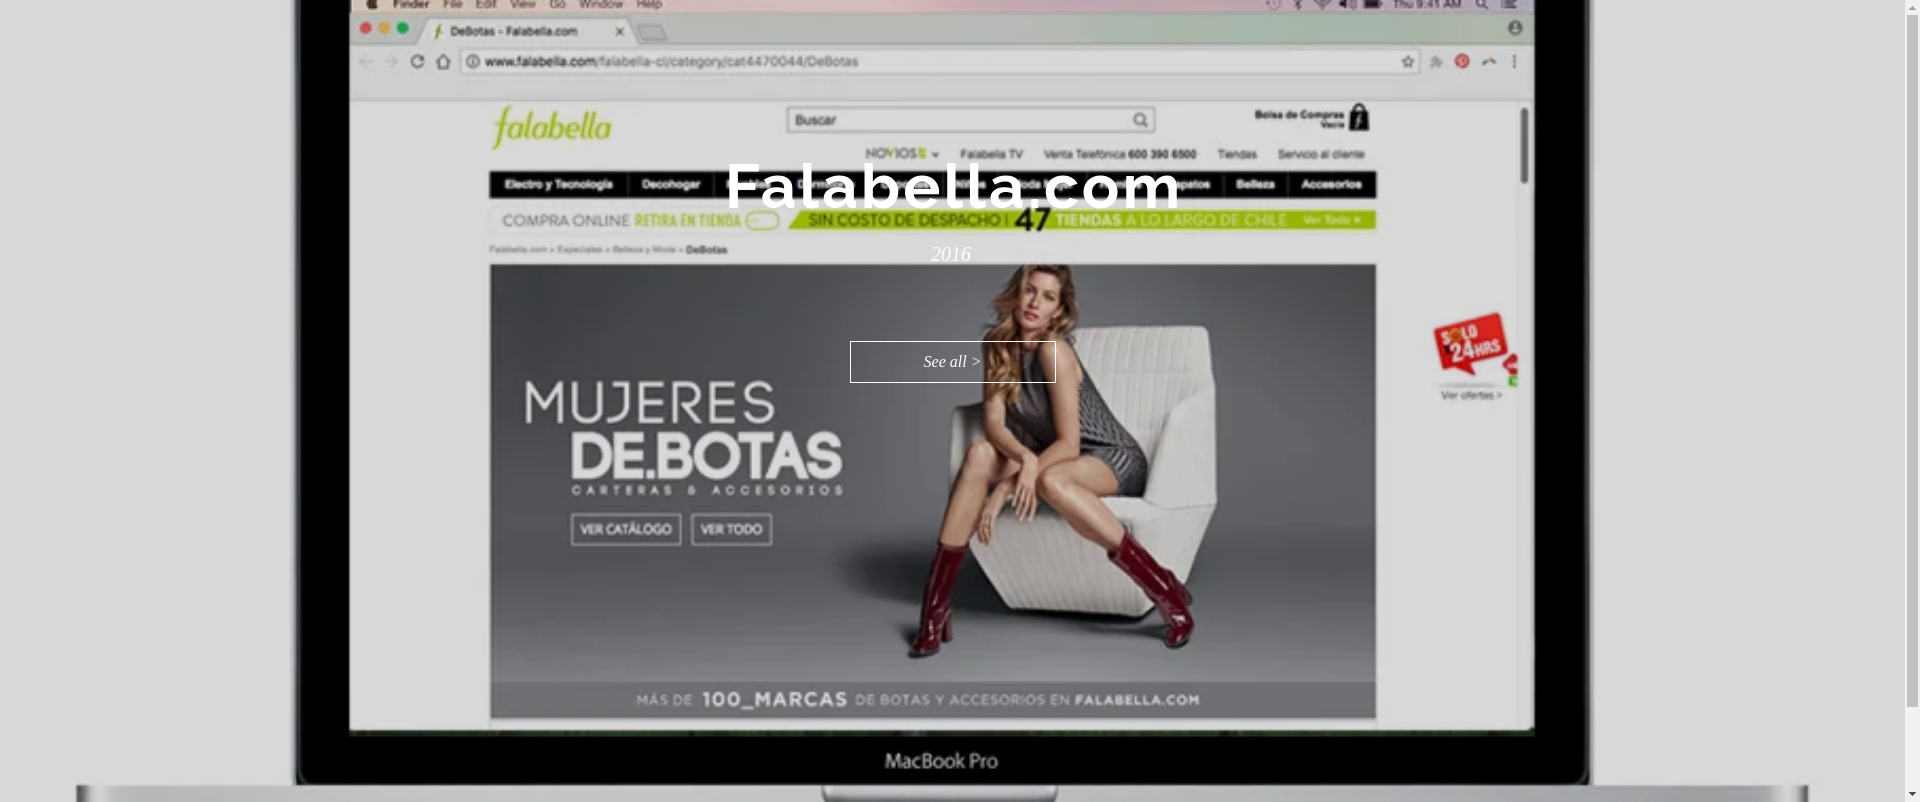 Finder File Edit View Go Window Help
Thu 9:41 AM
DeBotas - Falabella.com
www.falabella.com/falabella-cl/category/cat4470044/DeBotas
falabella
Buscar
Bolsa de Compras
Vacía
NOVIOS
Falabella TV
Venta Telefónica 600 390 6500
Tiendas
Servicio al cliente
Falabella.com
Electro y Tecnología
Decohogar
Belleza
Accesorios
COMPRA ONLINE RETIRA EN TIENDA
SIN COSTO DE DESPACHO | 47 TIENDAS A LO LARGO DE CHILE
Ver Todo »
Falabella.com » Especiales » Belleza y Moda » DeBotas
2016
See all >
SOLO
24HRS
Ver ofertas >
MUJERES
DE.BOTAS
CARTERAS & ACCESORIOS
VER CATÁLOGO
VER TODO
MÁS DE 100_MARCAS DE BOTAS Y ACCESORIOS EN FALABELLA.COM
MacBook Pro